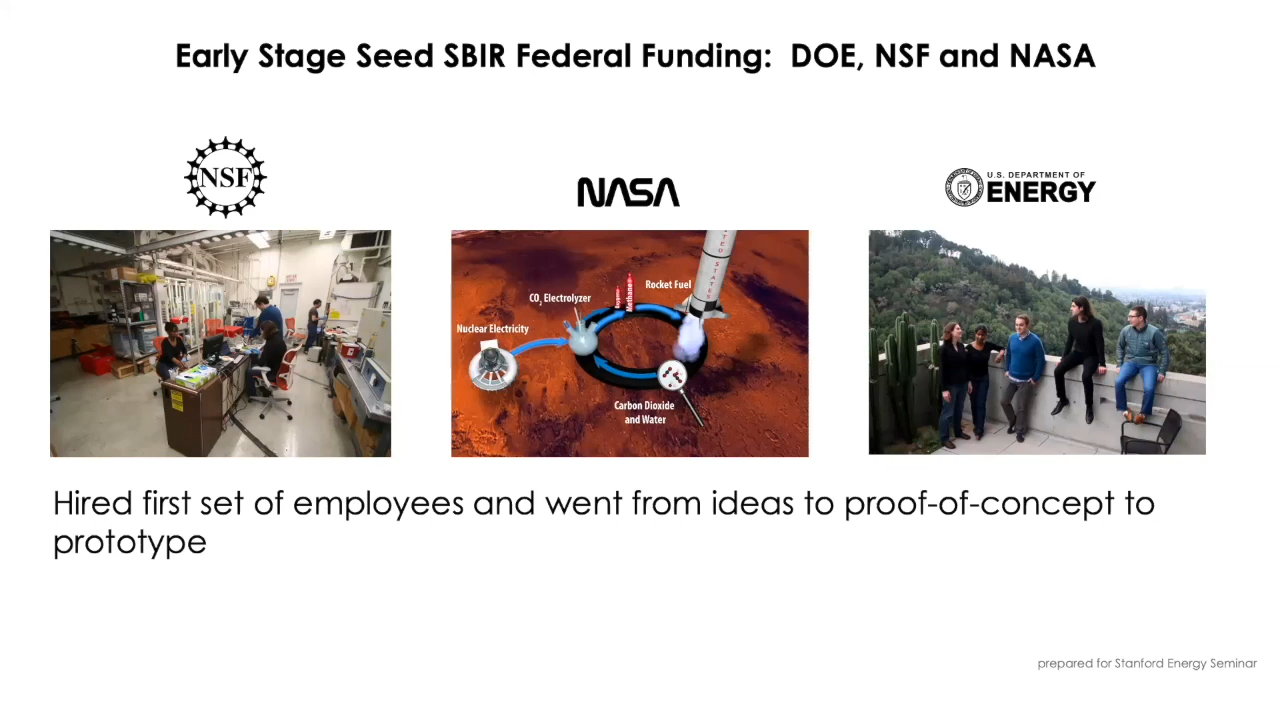 Early Stage Seed SBIR Federal Funding: DOE, NSF and NASA
NSF
NASA
U.S. DEPARTMENT OF
ENERGY
Rocket Fuel
CO2 Electrolyzer
Methane
Nuclear Electricity
Carbon Dioxide
and Water
Hired first set of employees and went from ideas to proof-of-concept to
prototype
prepared for Stanford Energy Seminar